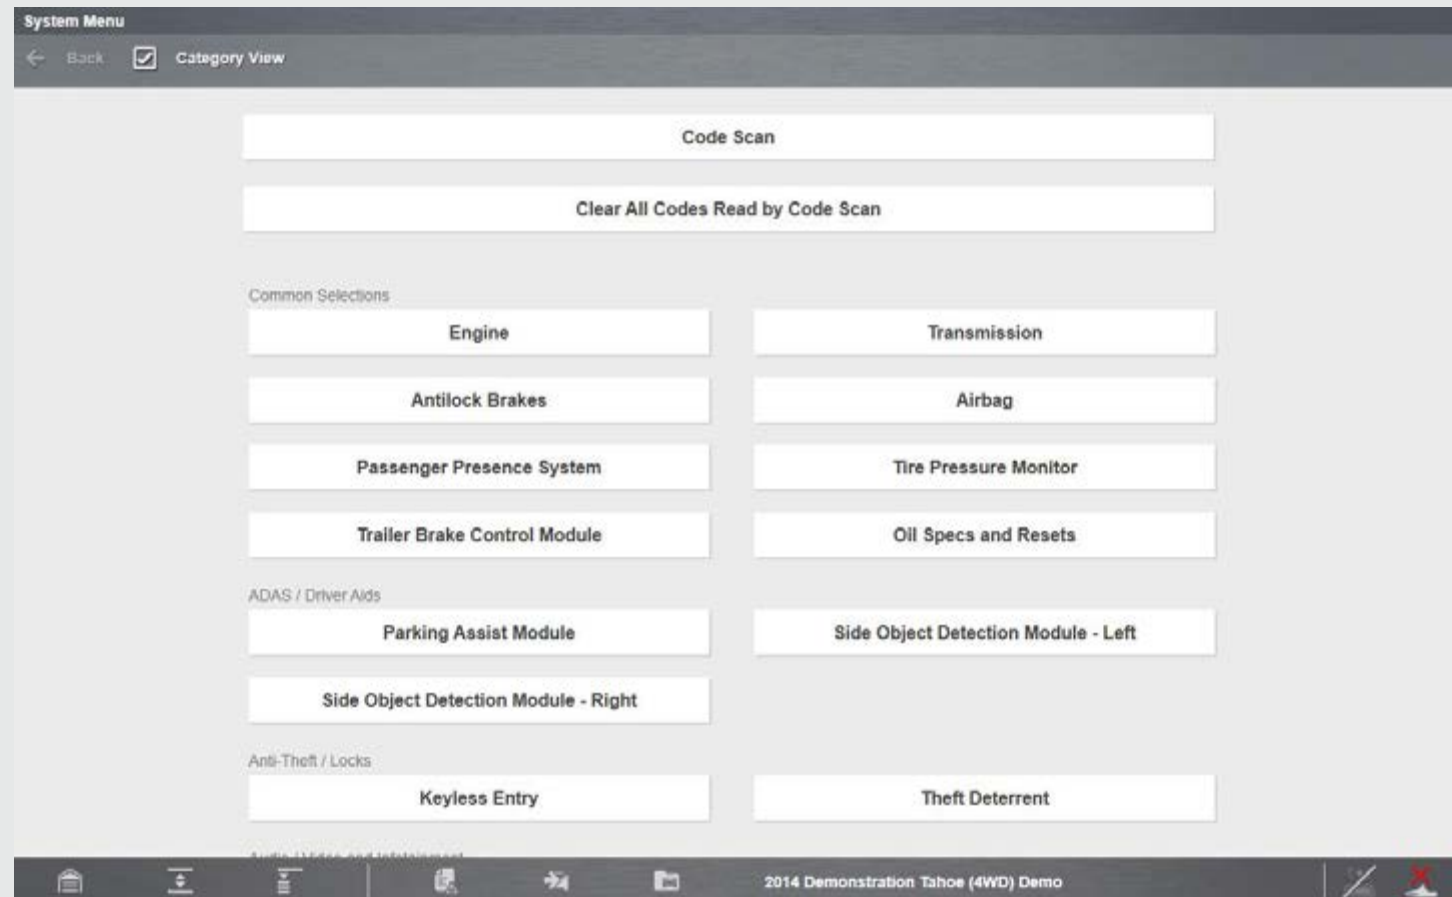 System Menu
Back Category View
Code Scan
Clear All Codes Read by Code Scan
Common Selections
Engine Transmission
Antilock Brakes Airbag
Passenger Presence System Tire Pressure Monitor
Trailer Brake Control Module Oil Specs and Resets
ADAS / Driver Aids
Parking Assist Module Side Object Detection Module - Left
Side Object Detection Module - Right
Anti-Theft / Locks
Keyless Entry Theft Deterrent
Audio / Video and
2014 Demonstration Tahoe (4WD) Demo